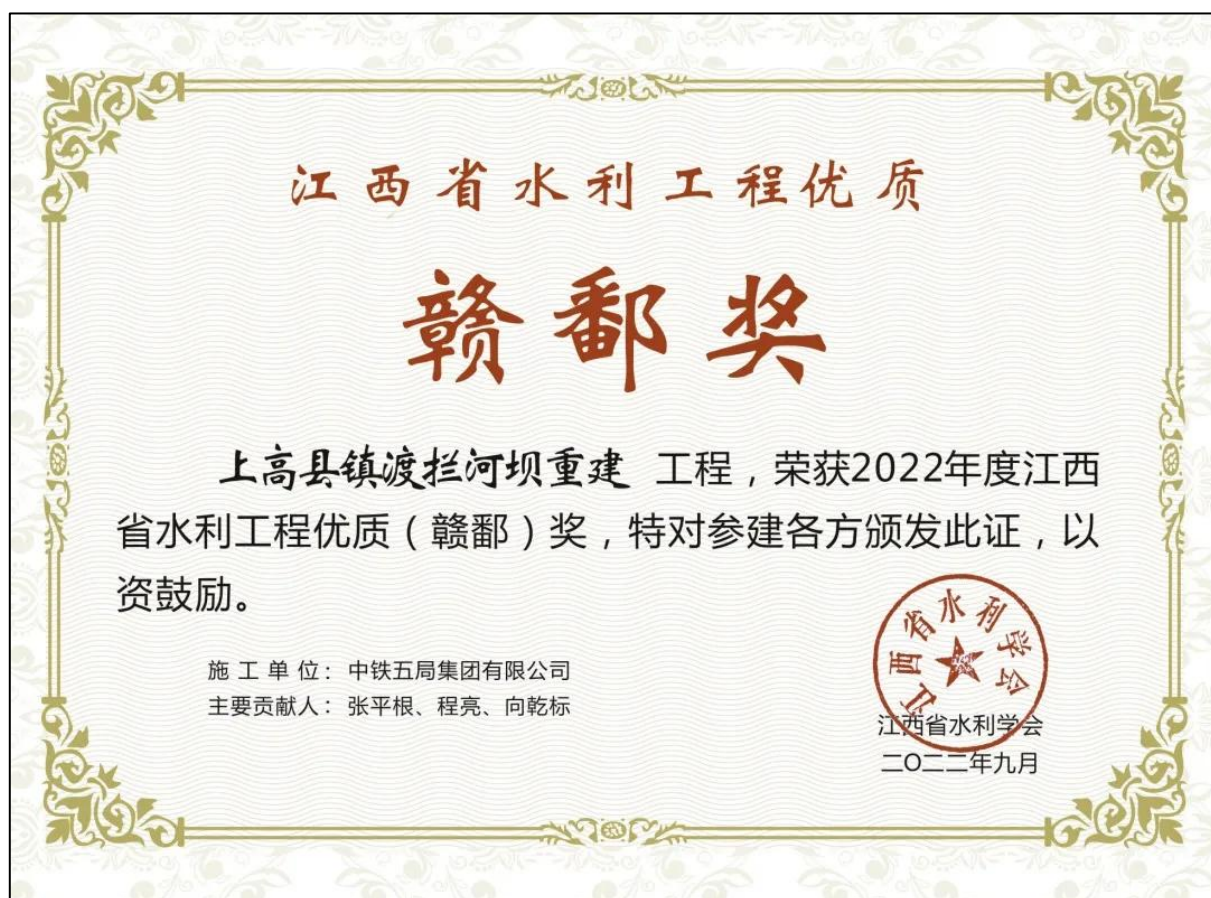 江西省水利工程优质
赣鄱奖
上高县镇渡拦河坝重建 工程，荣获2022年度江西
省水利工程优质（赣鄱）奖，特对参建各方颁发此证，以
资鼓励。
施工单位：中铁五局集团有限公司
主要贡献人：张平根、程亮、向乾标
江西省水利学会
江西省水利学会
二O二二年九月